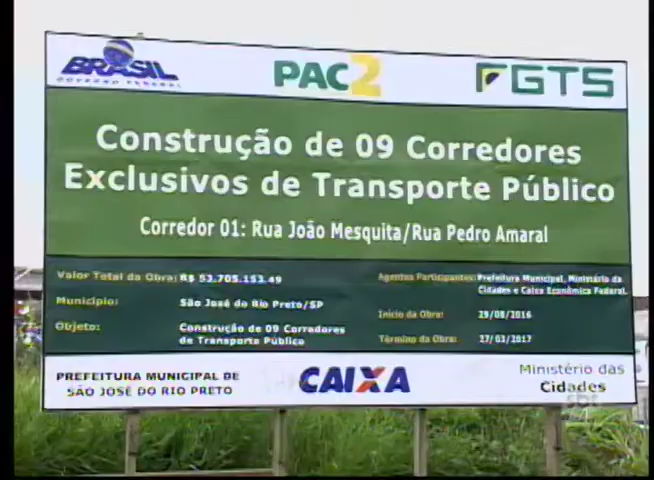 BRASIL
GOVERNO FEDERAL
PAC2
FGTS
Construção de 09 Corredores
Exclusivos de Transporte Público
Corredor 01: Rua João Mesquita/Rua Pedro Amaral
Valor Total da Obra: R$ 53.705.153,49
Município: São José do Rio Preto/SP
Objeto: Construção de 09 Corredores
de Transporte Público
Agentes Participantes: Prefeitura Municipal, Ministério da
Cidades e Caixa Econômica Federal.
Início da Obra: 29/08/2016
Término da Obra: 27/03/2017
PREFEITURA MUNICIPAL DE
SÃO JOSÉ DO RIO PRETO
CAIXA
Ministério das
Cidades
sbt